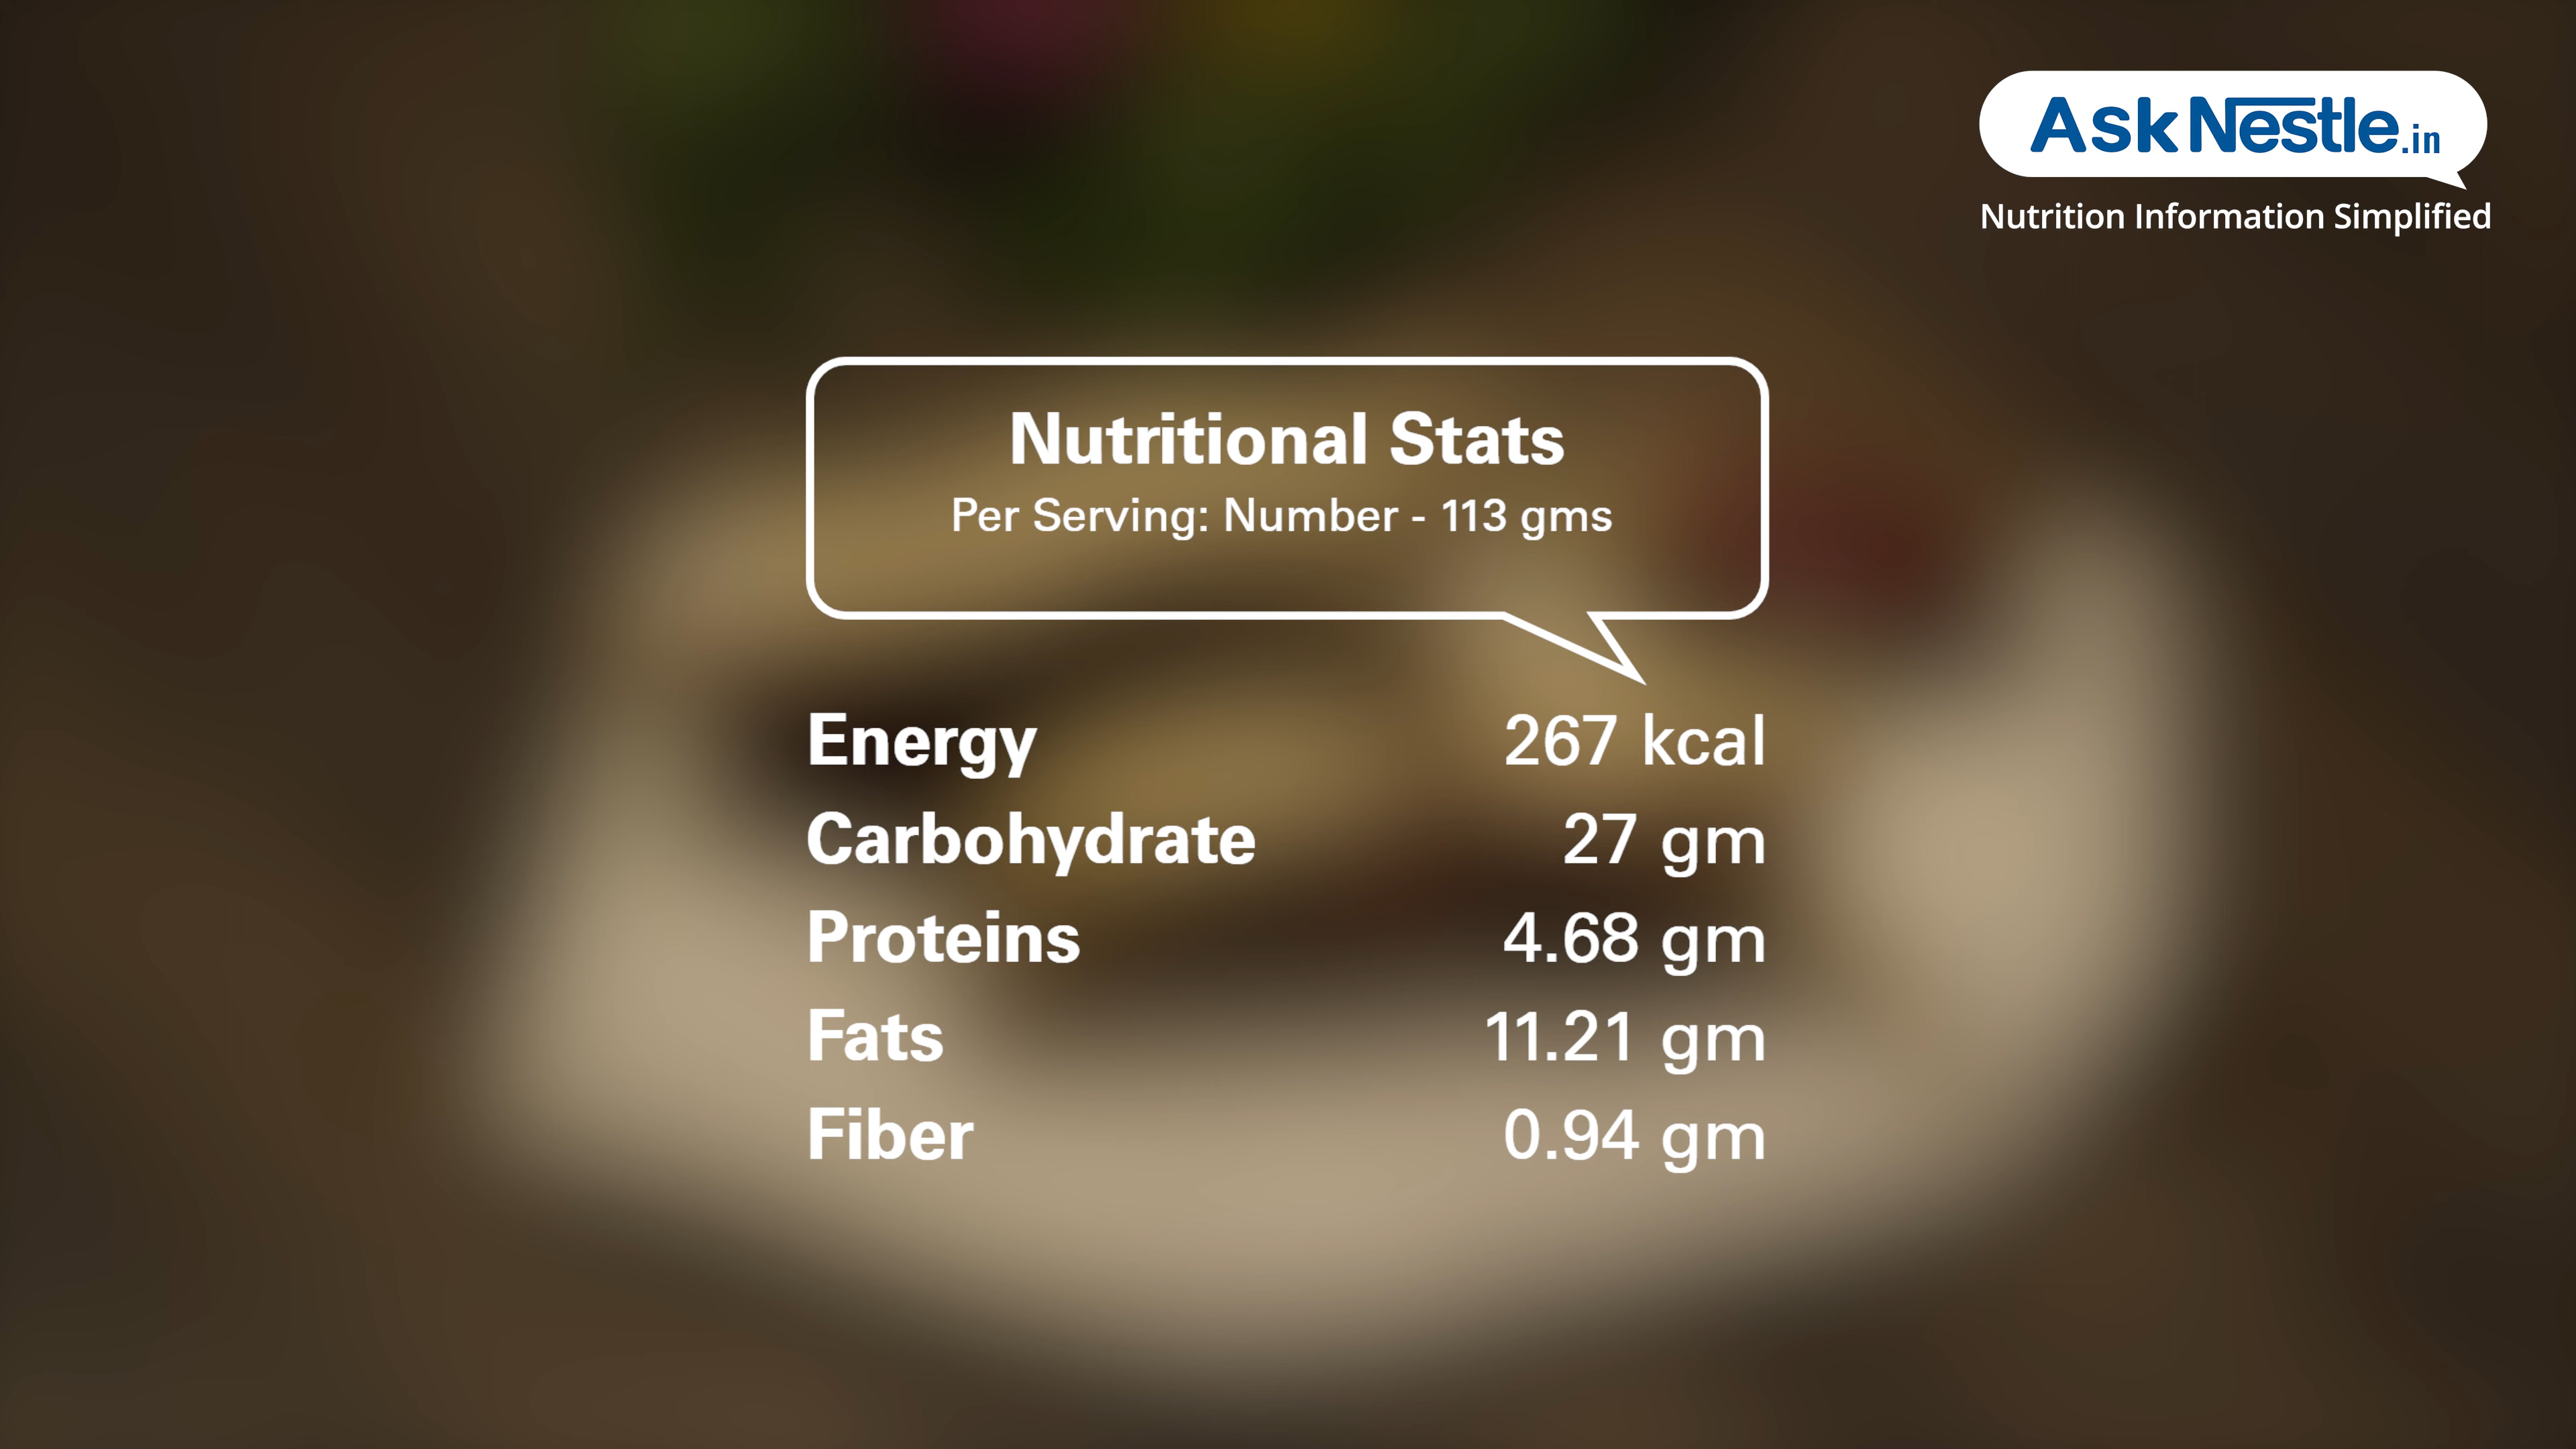 AskNestle.in
Nutrition Information Simplified
Nutritional Stats
Per Serving: Number - 113 gms
Energy 267 kcal
Carbohydrate 27 gm
Proteins 4.68 gm
Fats 11.21 gm
Fiber 0.94 gm